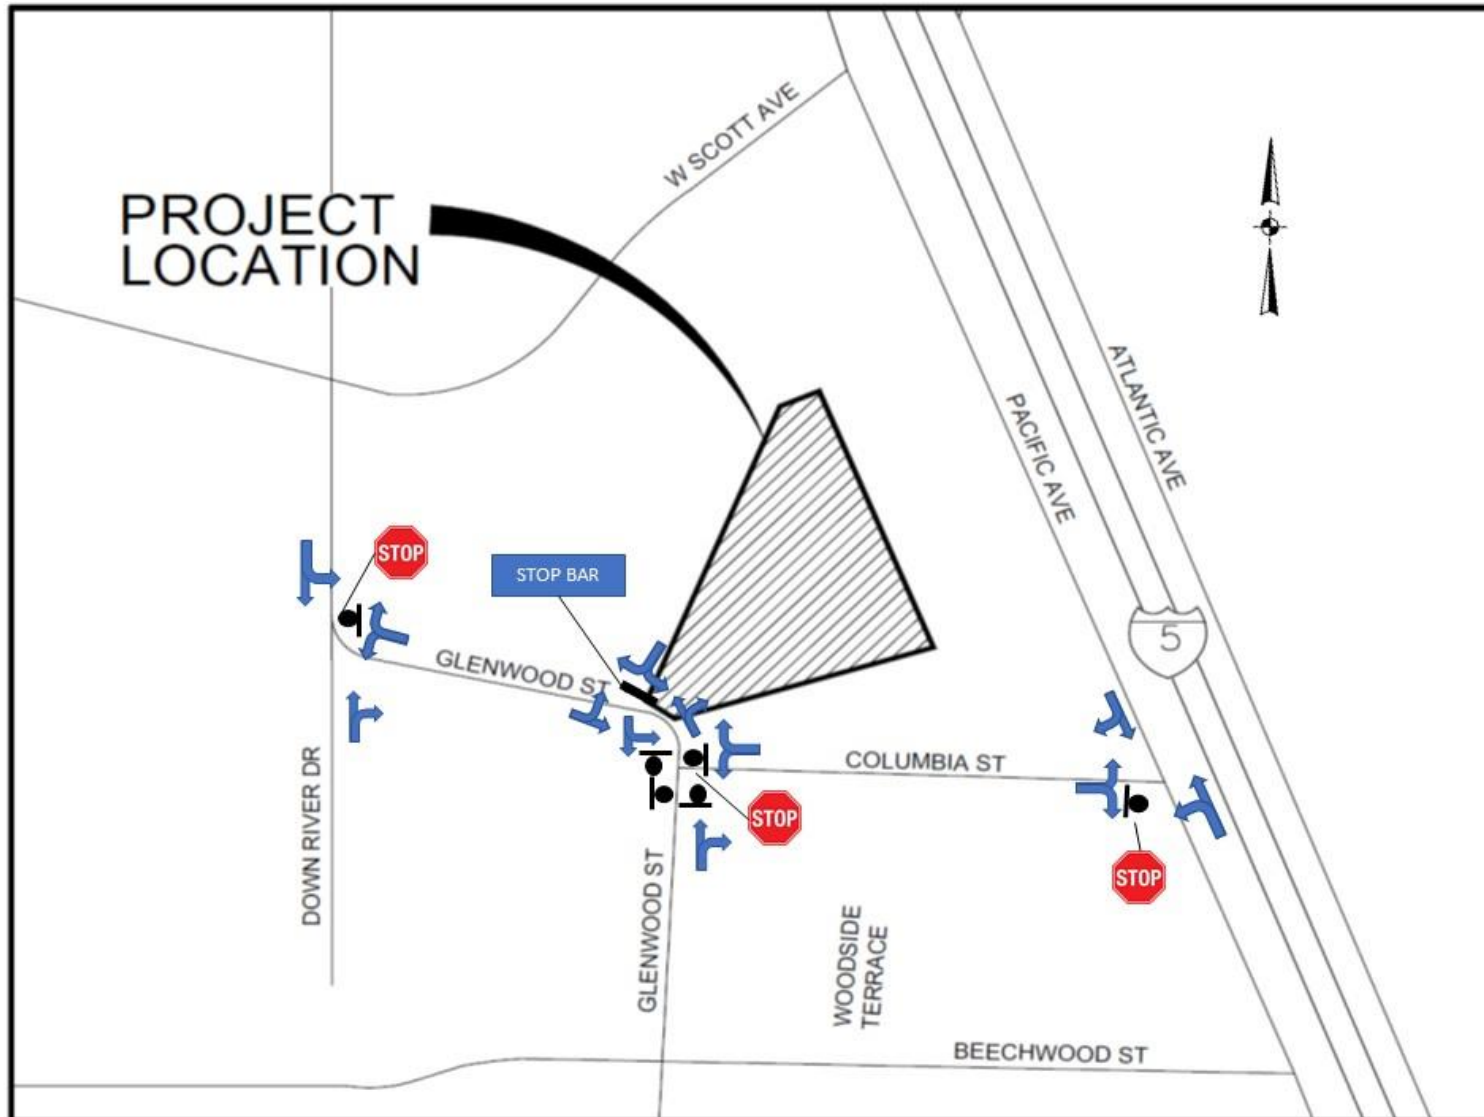 W SCOTT AVE
PROJECT
LOCATION
ATLANTIC AVE
PACIFIC AVE
STOP
STOP BAR
5
GLENWOOD ST
COLUMBIA ST
STOP
STOP
DOWN RIVER DR
GLENWOOD ST
WOODSIDE
TERRACE
BEECHWOOD ST